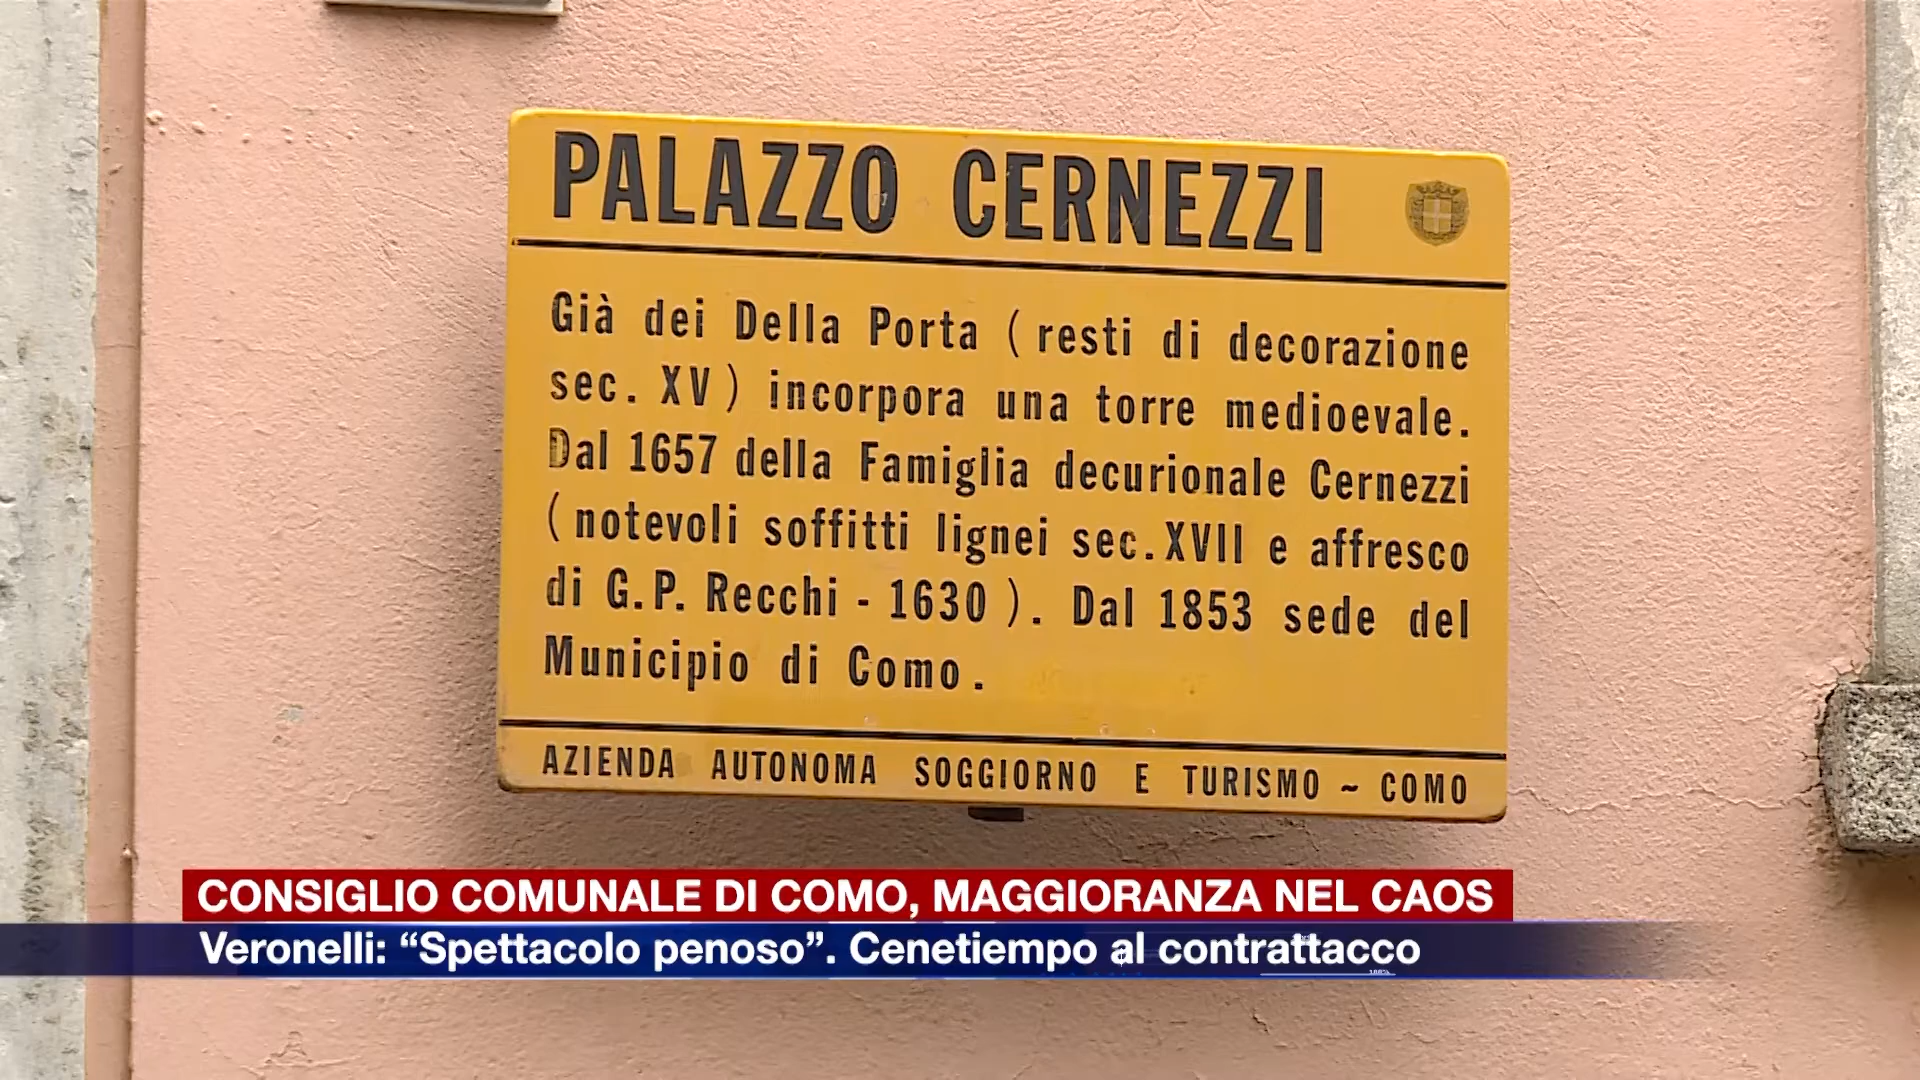 PALAZZO CERNEZZI
Già dei Della Porta ( resti di decorazione
sec. XV ) incorpora una torre medioevale.
Dal 1657 della Famiglia decurionale Cernezzi
( notevoli soffitti lignei sec. XVII e affresco
di G.P. Recchi - 1630 ). Dal 1853 sede del
Municipio di Como.
AZIENDA AUTONOMA SOGGIORNO E TURISMO ~ COMO
CONSIGLIO COMUNALE DI COMO, MAGGIORANZA NEL CAOS
Veronelli: “Spettacolo penoso”. Cenetiempo al contrattacco